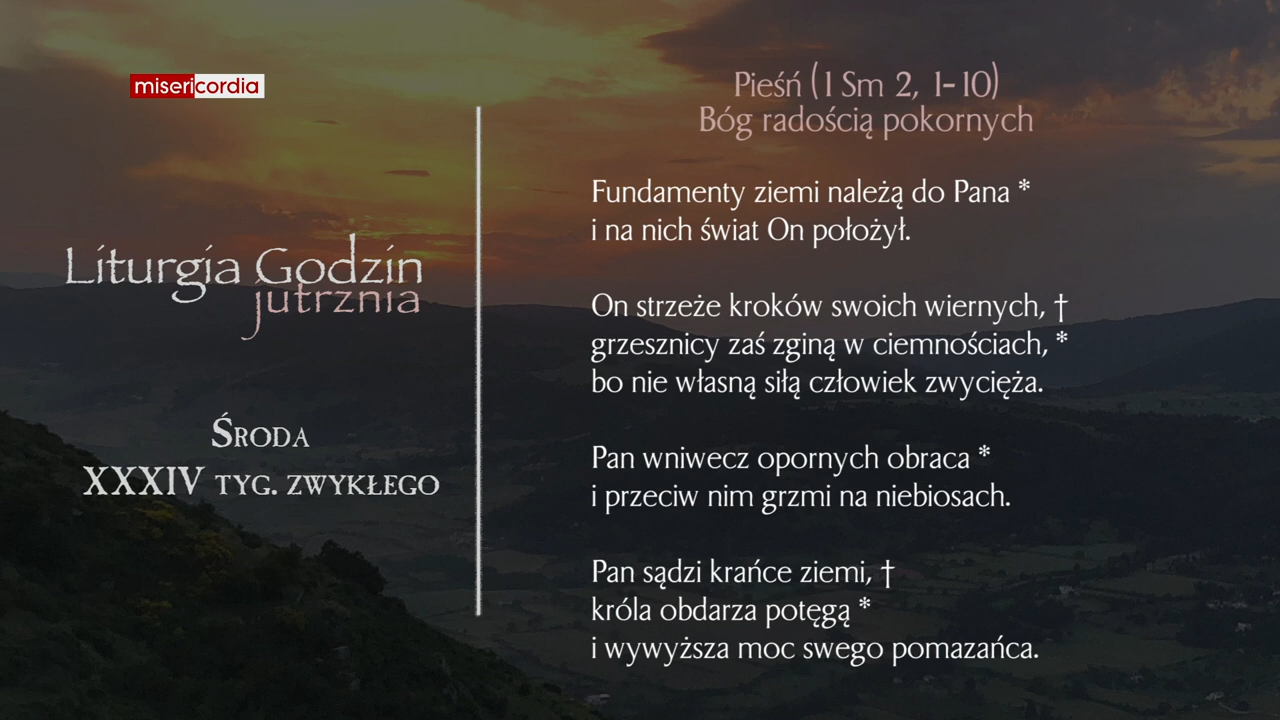 misericordia
Liturgia Godzin
jutrznia
Środa
XXXIV tyg. zwykłego
Pieśń (1 Sm 2, 1-10)
Bóg radością pokornych
Fundamenty ziemi należą do Pana *
i na nich świat On położył.
On strzeże kroków swoich wiernych, †
grzesznicy zaś zginą w ciemnościach, *
bo nie własną siłą człowiek zwycięża.
Pan wniwecz opornych obraca *
i przeciw nim grzmi na niebiosach.
Pan sądzi krańce ziemi, †
króla obdarza potęgą *
i wywyższa moc swego pomazańca.